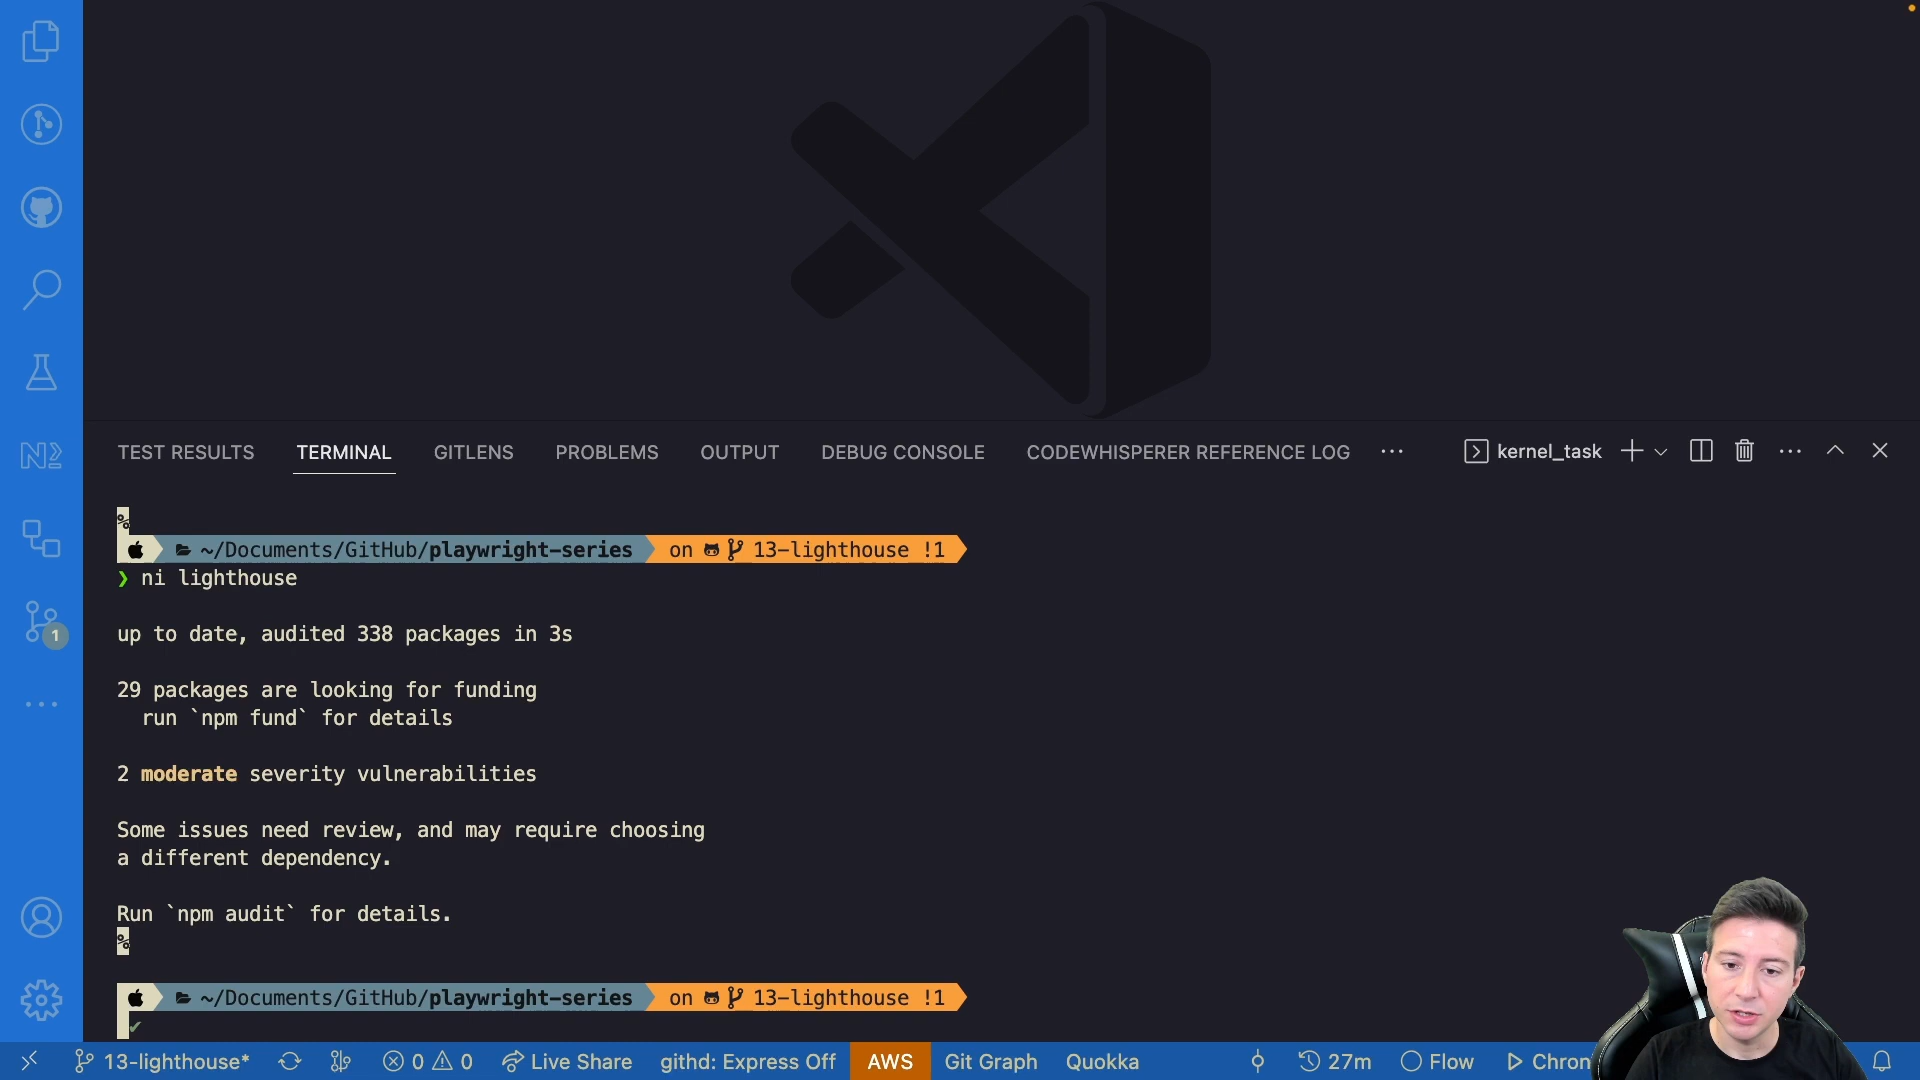 TEST RESULTS TERMINAL GITLENS PROBLEMS OUTPUT DEBUG CONSOLE CODEWHISPERER REFERENCE LOG ··· kernel_task
%
~/Documents/GitHub/playwright-series on 13-lighthouse !1
❯ ni lighthouse
up to date, audited 338 packages in 3s
29 packages are looking for funding
run `npm fund` for details
2 moderate severity vulnerabilities
Some issues need review, and may require choosing
a different dependency.
Run `npm audit` for details.
%
~/Documents/GitHub/playwright-series on 13-lighthouse !1
1
13-lighthouse* 0 0 Live Share githd: Express Off AWS Git Graph Quokka 27m Flow Chron